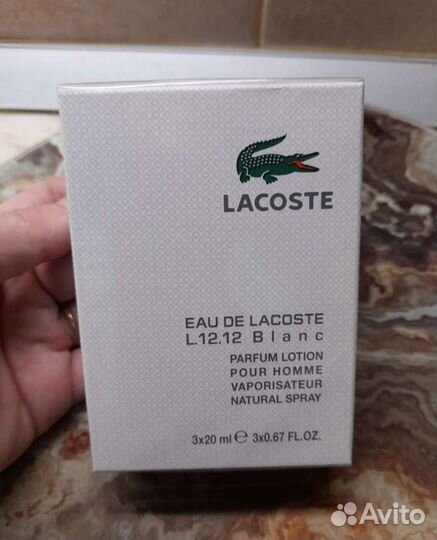 LACOSTE
EAU DE LACOSTE
L.12.12 Blanc
PARFUM LOTION
POUR HOMME
VAPORISATEUR
NATURAL SPRAY
3x20 ml ℮ 3x0.67 FL.OZ.
Avito